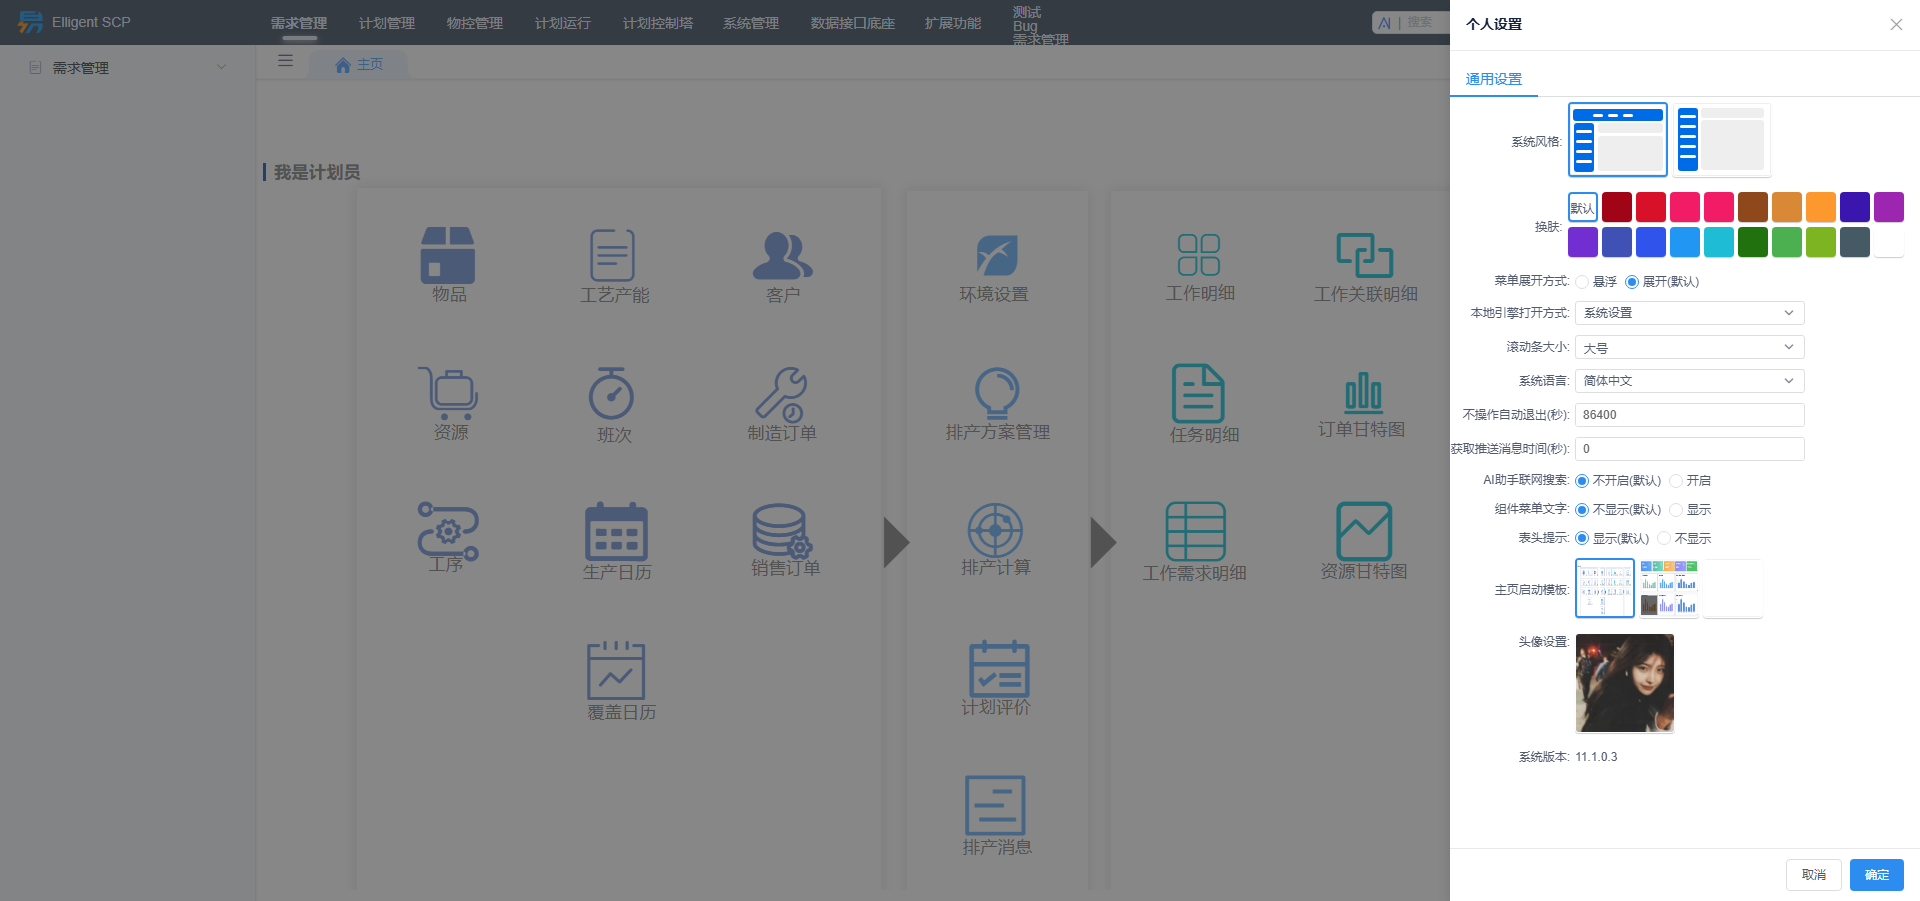 Elligent SCP
需求管理
计划管理
物控管理
计划运行
计划控制塔
系统管理
数据接口底座
扩展功能
测试
Bug
需求管理
AI
搜索
需求管理
主页
我是计划员
物品
工艺产能
客户
环境设置
工作明细
工作关联明细
资源
班次
制造订单
排产方案管理
任务明细
订单甘特图
工序
生产日历
销售订单
排产计算
工作需求明细
资源甘特图
覆盖日历
计划评价
排产消息
个人设置
通用设置
系统风格:
换肤:
默认
菜单展开方式: 悬浮 展开(默认)
本地引擎打开方式: 系统设置
滚动条大小: 大号
系统语言: 简体中文
不操作自动退出(秒): 86400
获取推送消息时间(秒): 0
AI助手联网搜索: 不开启(默认) 开启
组件菜单文字: 不显示(默认) 显示
表头提示: 显示(默认) 不显示
主页启动模板:
头像设置:
系统版本: 11.1.0.3
取消
确定